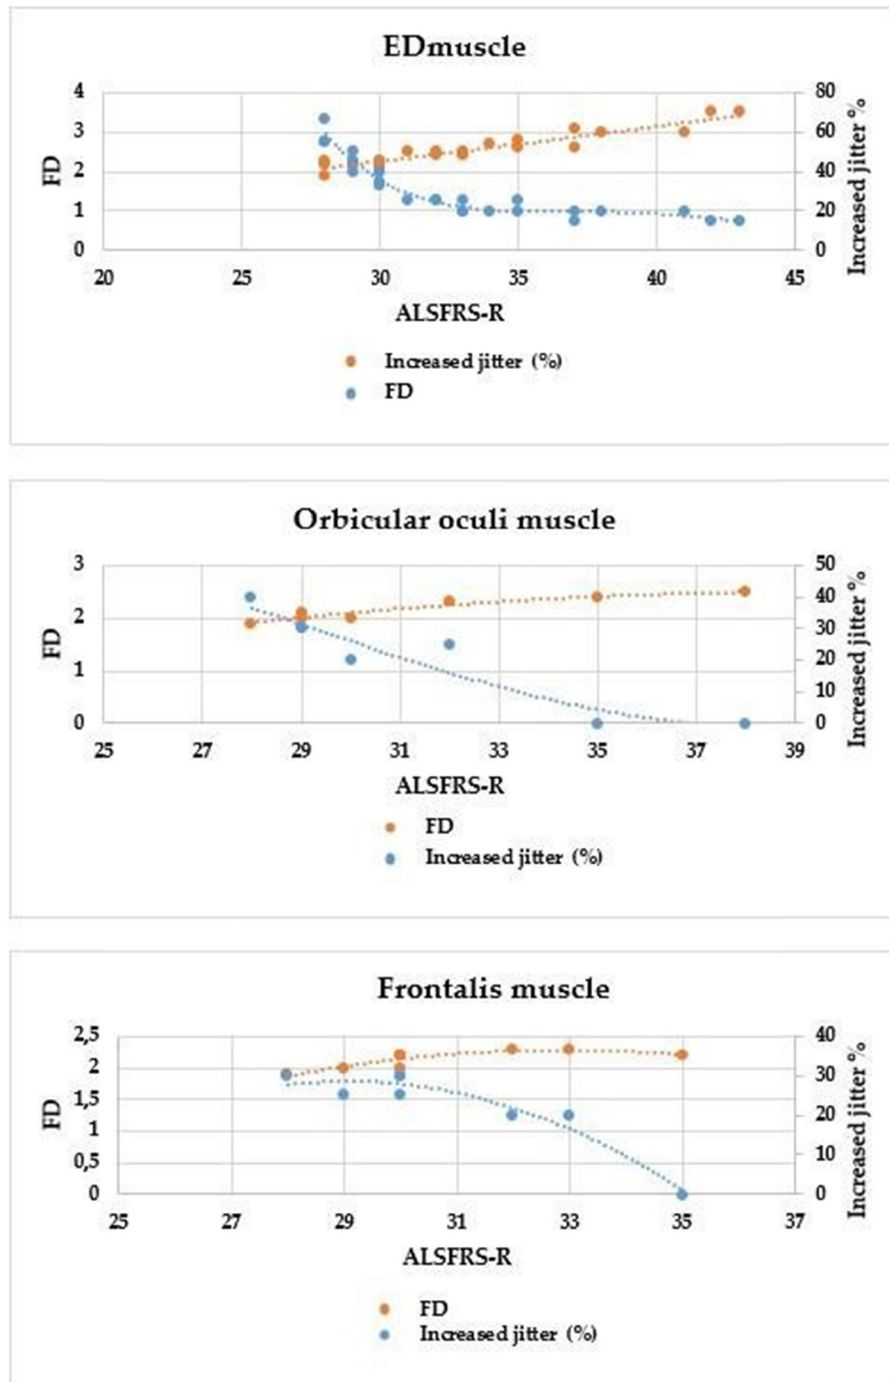 EDmuscle
4
3
2
1
0
FD
80
60
40
20
0
Increased jitter %
20 25 30 35 40 45
ALSFRS-R
Increased jitter (%)
FD
Orbicular oculi muscle
3
2
1
0
FD
50
40
30
20
10
0
Increased jitter %
25 27 29 31 33 35 37 39
ALSFRS-R
FD
Increased jitter (%)
Frontalis muscle
2,5
2
1,5
1
0,5
0
FD
40
30
20
10
0
Increased jitter %
25 27 29 31 33 35 37
ALSFRS-R
FD
Increased jitter (%)